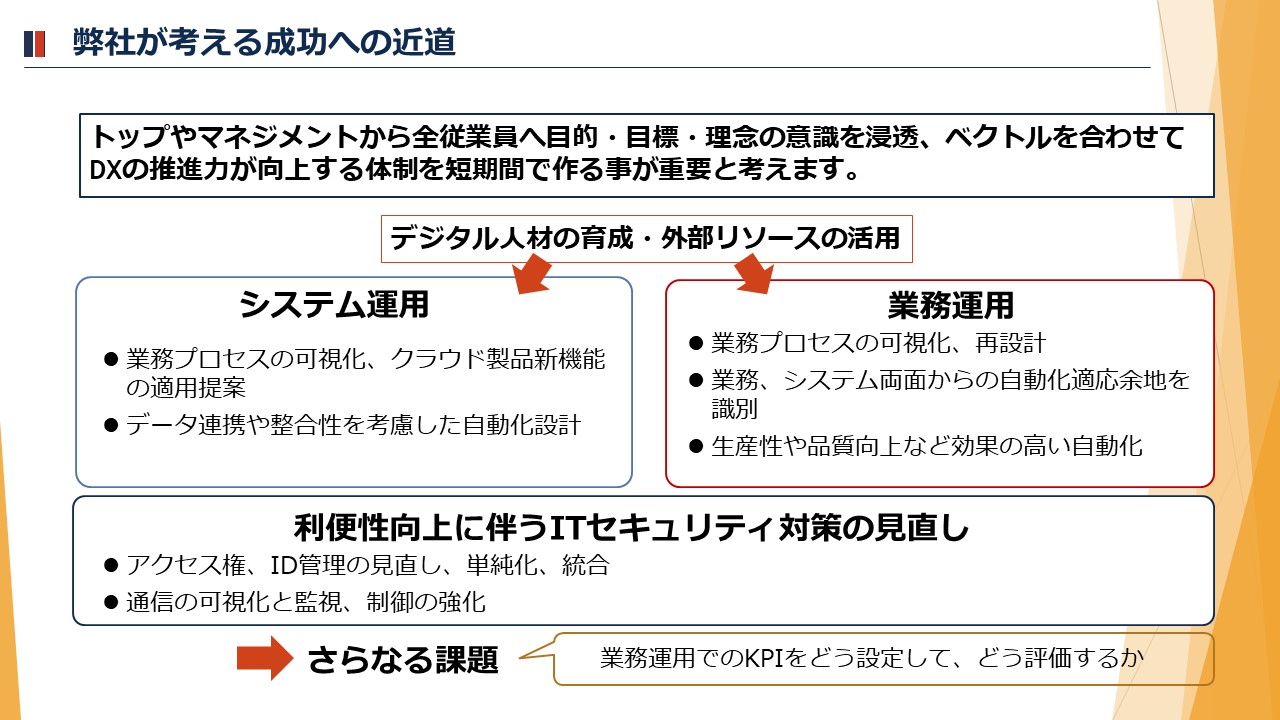 弊社が考える成功への近道
トップやマネジメントから全従業員へ目的・目標・理念の意識を浸透、ベクトルを合わせて
DXの推進力が向上する体制を短期間で作る事が重要と考えます。
デジタル人材の育成・外部リソースの活用
システム運用
● 業務プロセスの可視化、クラウド製品新機能
の適用提案
● データ連携や整合性を考慮した自動化設計
業務運用
● 業務プロセスの可視化、再設計
● 業務、システム両面からの自動化適応余地を
識別
● 生産性や品質向上など効果の高い自動化
利便性向上に伴うITセキュリティ対策の見直し
● アクセス権、ID管理の見直し、単純化、統合
● 通信の可視化と監視、制御の強化
さらなる課題
業務運用でのKPIをどう設定して、どう評価するか